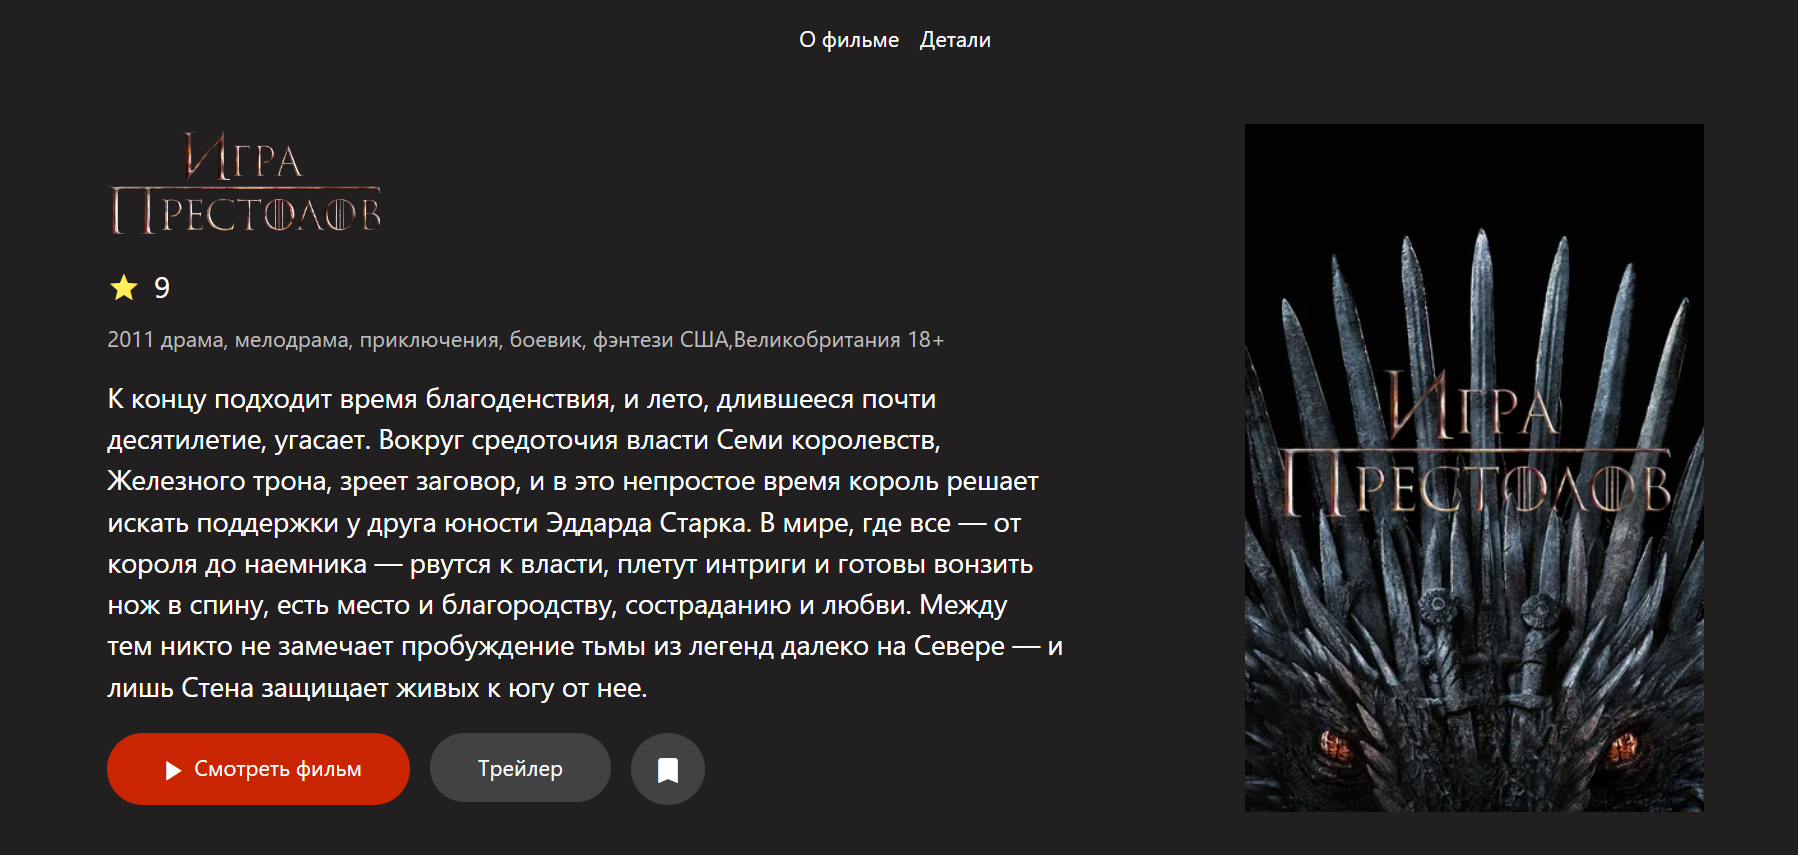 О фильме Детали
Игра
Престолов
9
2011 драма, мелодрама, приключения, боевик, фэнтези США,Великобритания 18+
К концу подходит время благоденствия, и лето, длившееся почти
десятилетие, угасает. Вокруг средоточия власти Семи королевств,
Железного трона, зреет заговор, и в это непростое время король решает
искать поддержки у друга юности Эддарда Старка. В мире, где все — от
короля до наемника — рвутся к власти, плетут интриги и готовы вонзить
нож в спину, есть место и благородству, состраданию и любви. Между
тем никто не замечает пробуждение тьмы из легенд далеко на Севере — и
лишь Стена защищает живых к югу от нее.
Смотреть фильм
Трейлер
Игра
Престолов